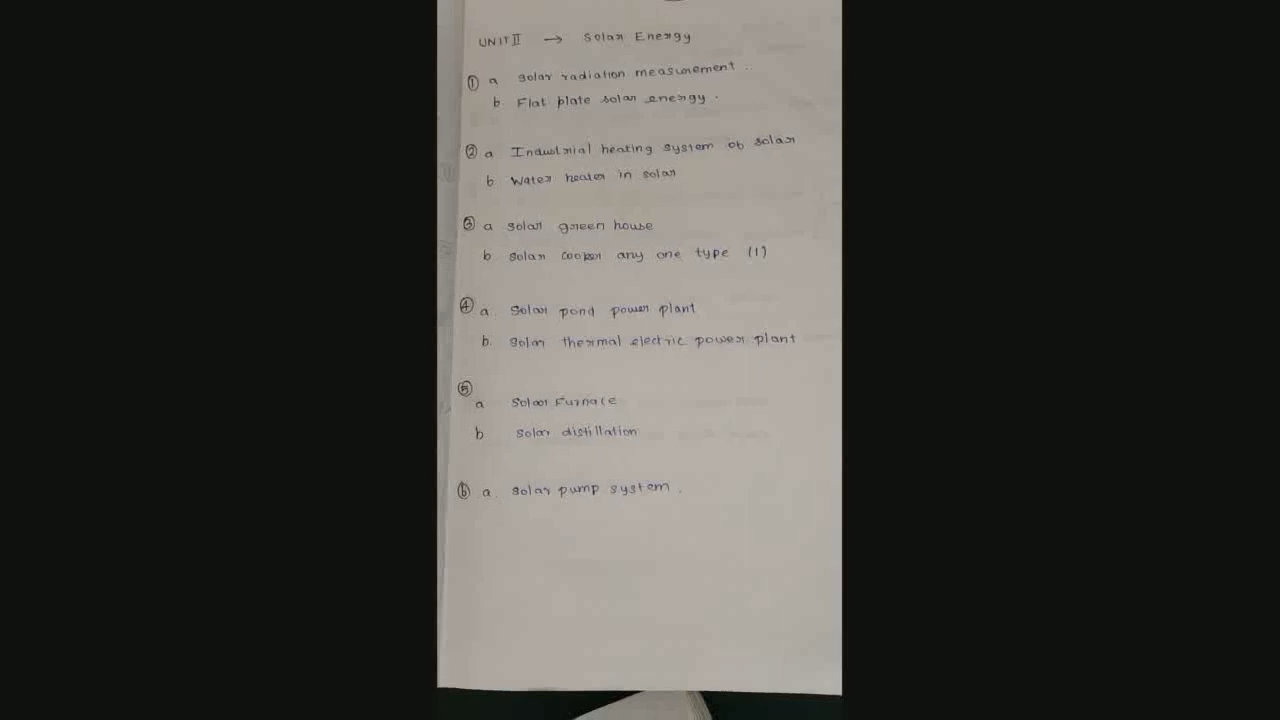 UNIT II → Solar Energy
① a solar radiation measurement ..
b Flat plate solar energy .
② a Industrial heating system of solar
b Water heater in solar
③ a solar green house
b solar cooker any one type (1)
④ a. Solar pond power plant
b. Solar thermal electric power plant
⑤
a Solar Furnace
b Solar distillation
⑥ a. Solar pump system .